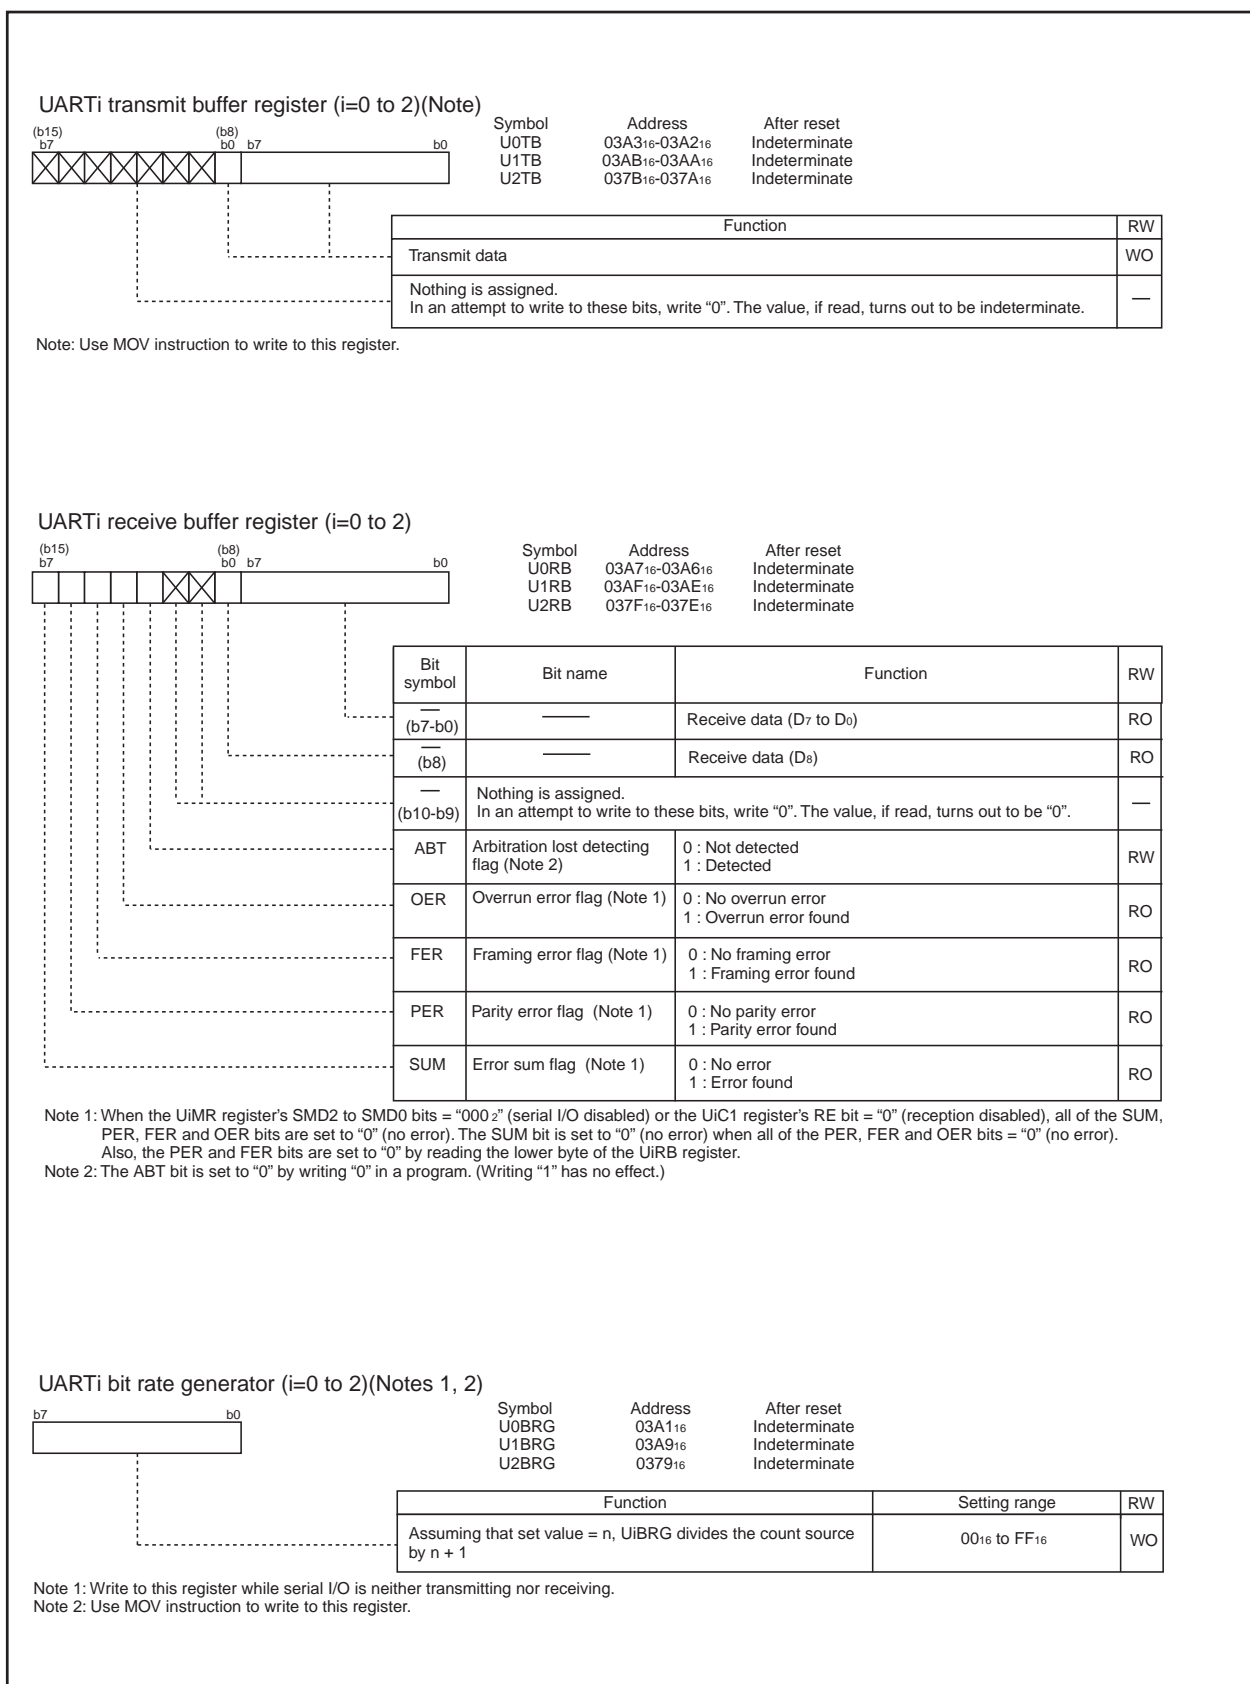 UARTi transmit buffer register (i=0 to 2)(Note)
(b15) (b8)
b7 b0 b7 b0
Symbol Address After reset
U0TB 03A316-03A216 Indeterminate
U1TB 03AB16-03AA16 Indeterminate
U2TB 037B16-037A16 Indeterminate
Function RW
Transmit data WO
Nothing is assigned.
In an attempt to write to these bits, write “0”. The value, if read, turns out to be indeterminate. —
Note: Use MOV instruction to write to this register.
UARTi receive buffer register (i=0 to 2)
(b15) (b8)
b7 b0 b7 b0
Symbol Address After reset
U0RB 03A716-03A616 Indeterminate
U1RB 03AF16-03AE16 Indeterminate
U2RB 037F16-037E16 Indeterminate
Bit symbol Bit name Function RW
— (b7-b0) — Receive data (D7 to D0) RO
— (b8) — Receive data (D8) RO
— (b10-b9) Nothing is assigned.
In an attempt to write to these bits, write “0”. The value, if read, turns out to be “0”. —
ABT Arbitration lost detecting flag (Note 2) 0 : Not detected
1 : Detected RW
OER Overrun error flag (Note 1) 0 : No overrun error
1 : Overrun error found RO
FER Framing error flag (Note 1) 0 : No framing error
1 : Framing error found RO
PER Parity error flag (Note 1) 0 : No parity error
1 : Parity error found RO
SUM Error sum flag (Note 1) 0 : No error
1 : Error found RO
Note 1: When the UiMR register’s SMD2 to SMD0 bits = “0002” (serial I/O disabled) or the UiC1 register’s RE bit = “0” (reception disabled), all of the SUM,
PER, FER and OER bits are set to “0” (no error). The SUM bit is set to “0” (no error) when all of the PER, FER and OER bits = “0” (no error).
Also, the PER and FER bits are set to “0” by reading the lower byte of the UiRB register.
Note 2: The ABT bit is set to “0” by writing “0” in a program. (Writing “1” has no effect.)
UARTi bit rate generator (i=0 to 2)(Notes 1, 2)
b7 b0
Symbol Address After reset
U0BRG 03A116 Indeterminate
U1BRG 03A916 Indeterminate
U2BRG 037916 Indeterminate
Function Setting range RW
Assuming that set value = n, UiBRG divides the count source
by n + 1 0016 to FF16 WO
Note 1: Write to this register while serial I/O is neither transmitting nor receiving.
Note 2: Use MOV instruction to write to this register.